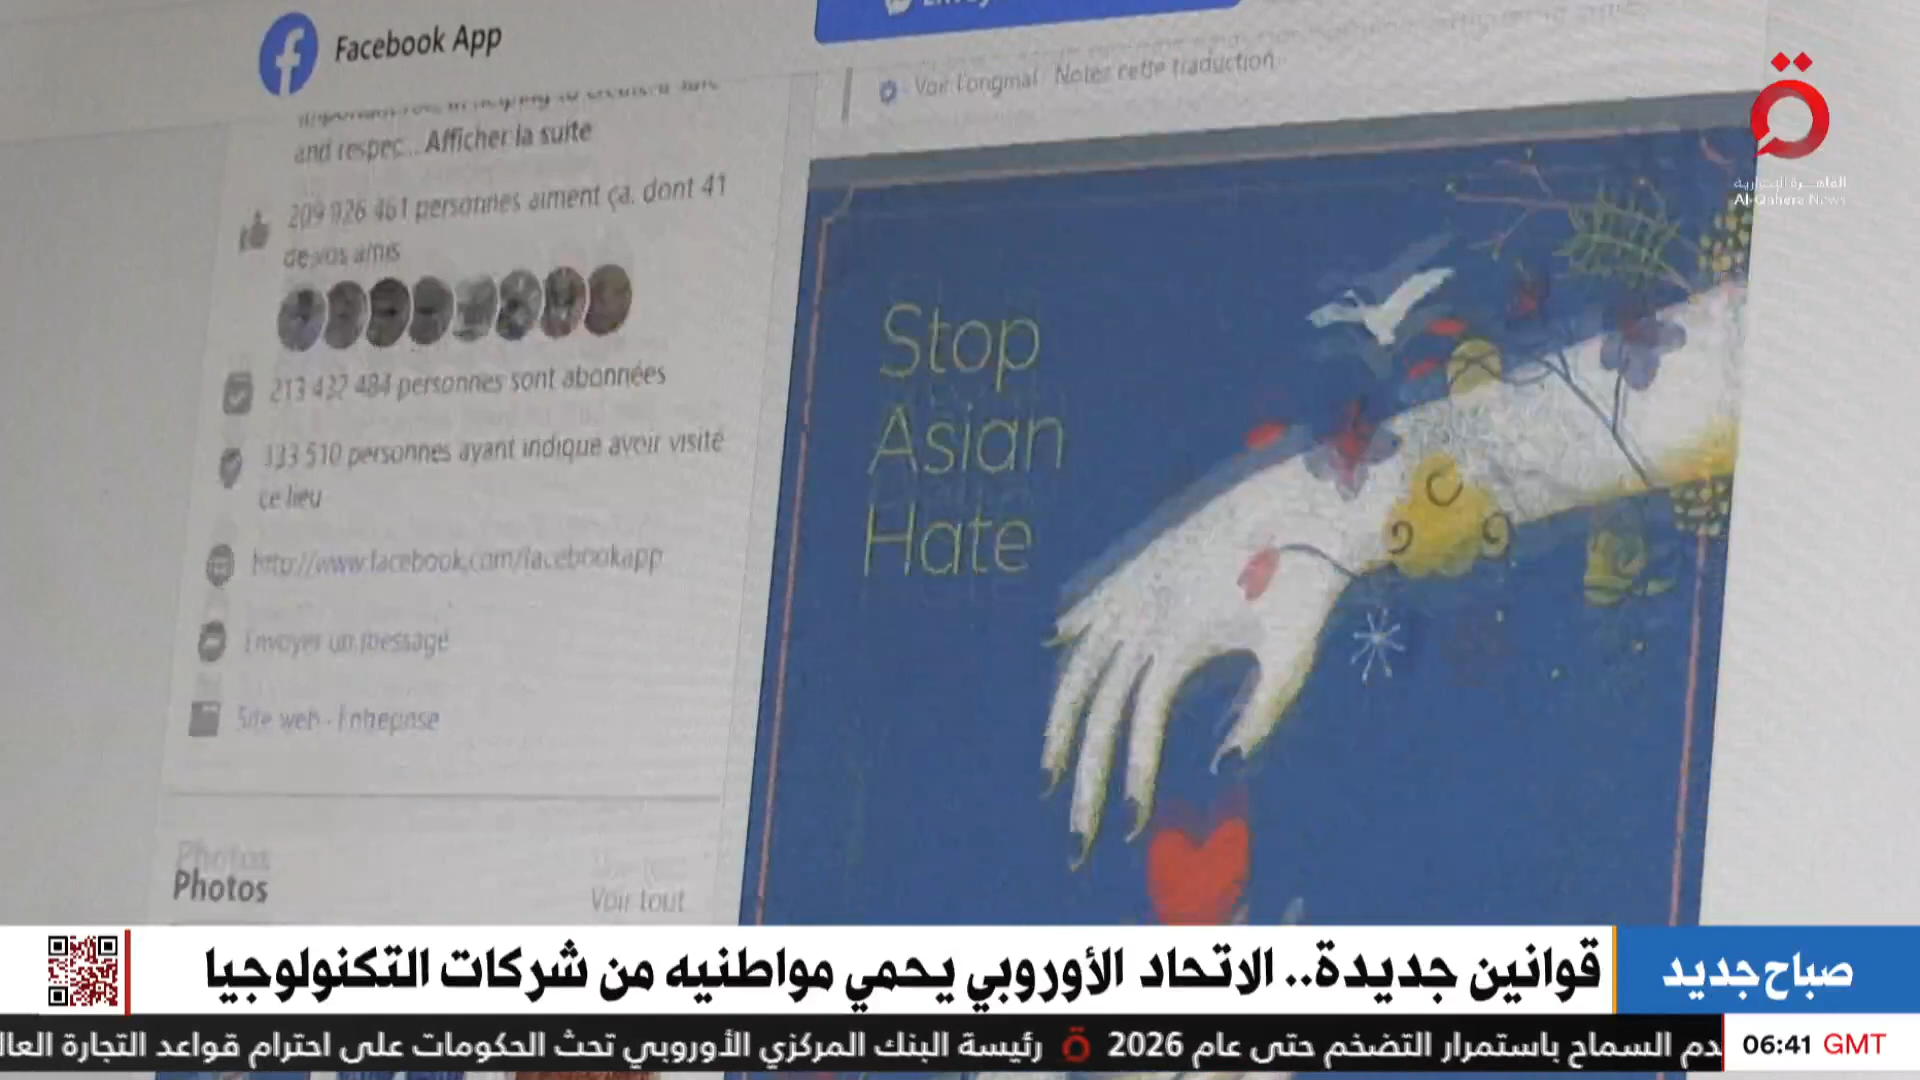 Facebook App
and respec... Afficher la suite
209 926 461 personnes aiment ça, dont 41
de vos amis
213 432 484 personnes sont abonnées
133 510 personnes ayant indiqué avoir visité
ce lieu
http://www.facebook.com/facebookapp
Envoyer un message
Site web - Entreprise
Photos
Voir tout
Voir l'original · Notez cette traduction
Stop
Asian
Hate
القاهرة الإخبارية
Al-Qahera News
صباح جديد
قوانين جديدة.. الاتحاد الأوروبي يحمي مواطنيه من شركات التكنولوجيا
السماح باستمرار التضخم حتى عام 2026
رئيسة البنك المركزي الأوروبي تحث الحكومات على احترام قواعد التجارة
06:41 GMT